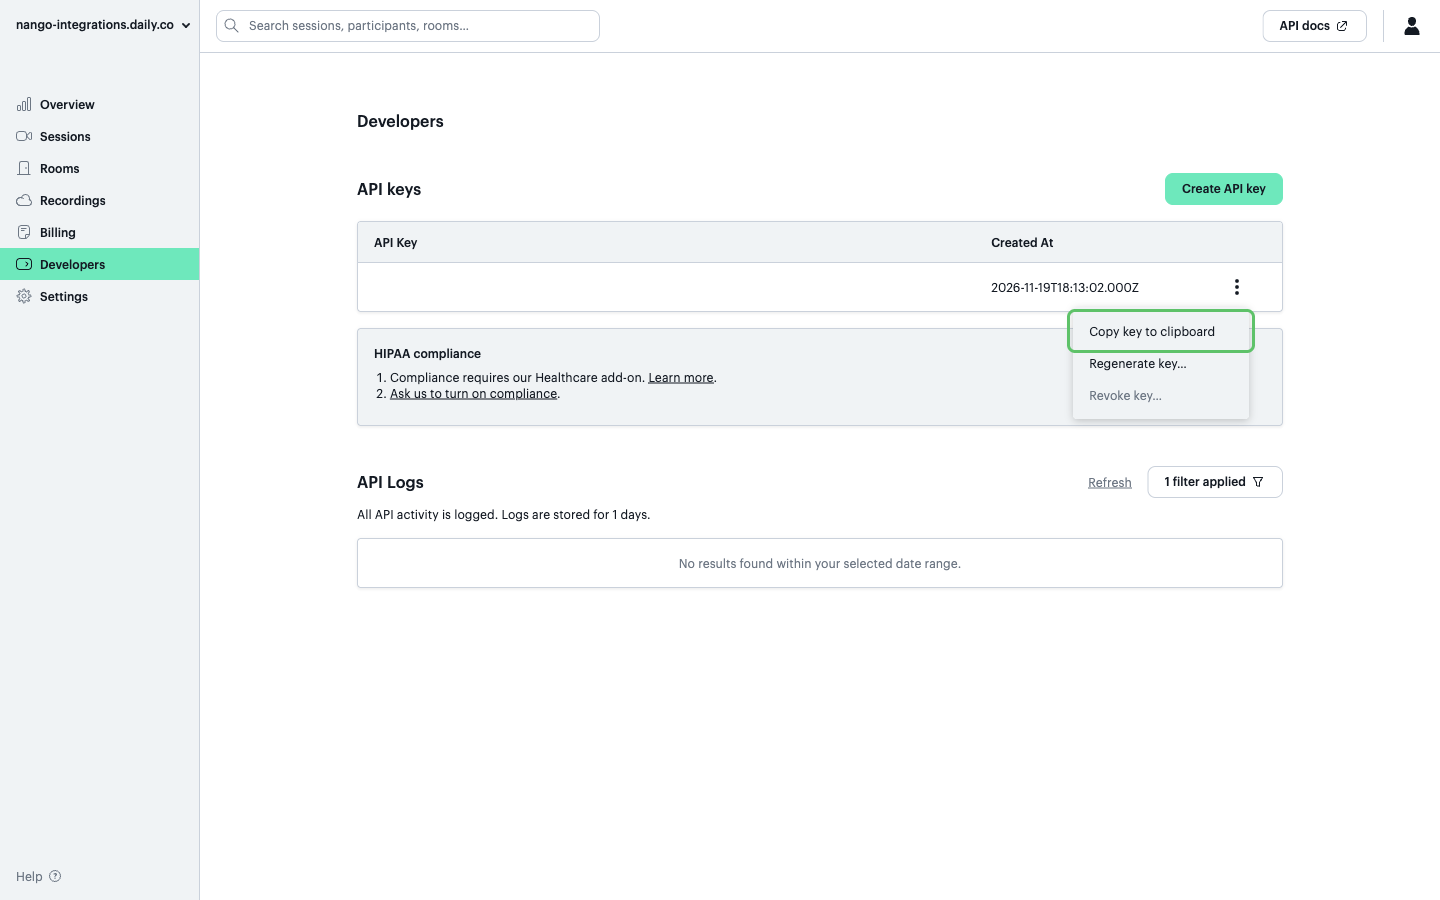 nango-integrations.daily.co
Search sessions, participants, rooms...
API docs
Overview
Sessions
Rooms
Recordings
Billing
Developers
Settings
Help
Developers
API keys
Create API key
API Key
Created At
2026-11-19T18:13:02.000Z
Copy key to clipboard
Regenerate key...
Revoke key...
HIPAA compliance
1. Compliance requires our Healthcare add-on. Learn more.
2. Ask us to turn on compliance.
API Logs
Refresh
1 filter applied
All API activity is logged. Logs are stored for 1 days.
No results found within your selected date range.